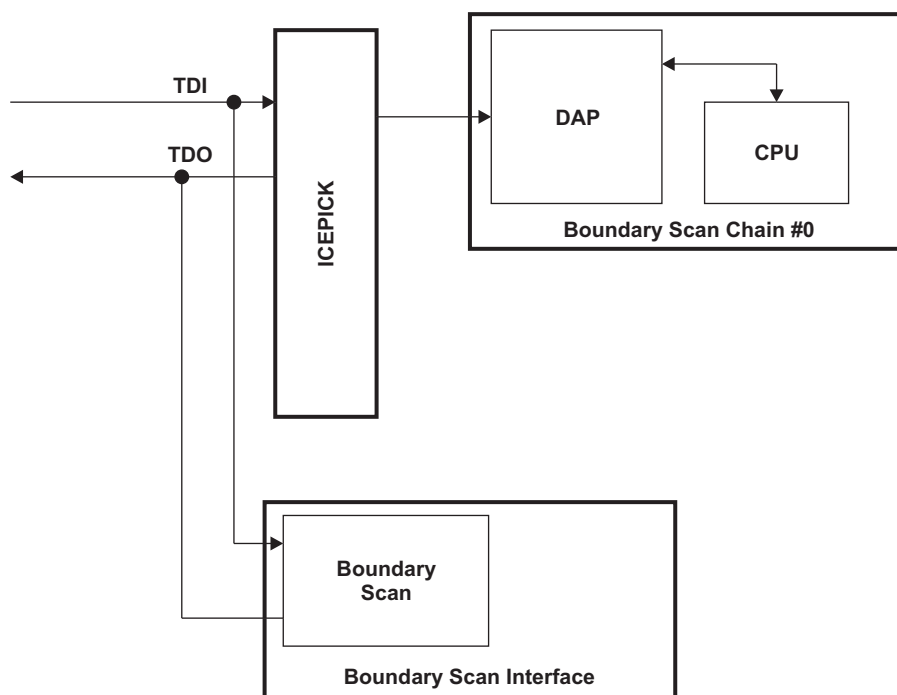 TDI
TDO
ICEPICK
DAP
CPU
Boundary Scan Chain #0
Boundary
Scan
Boundary Scan Interface